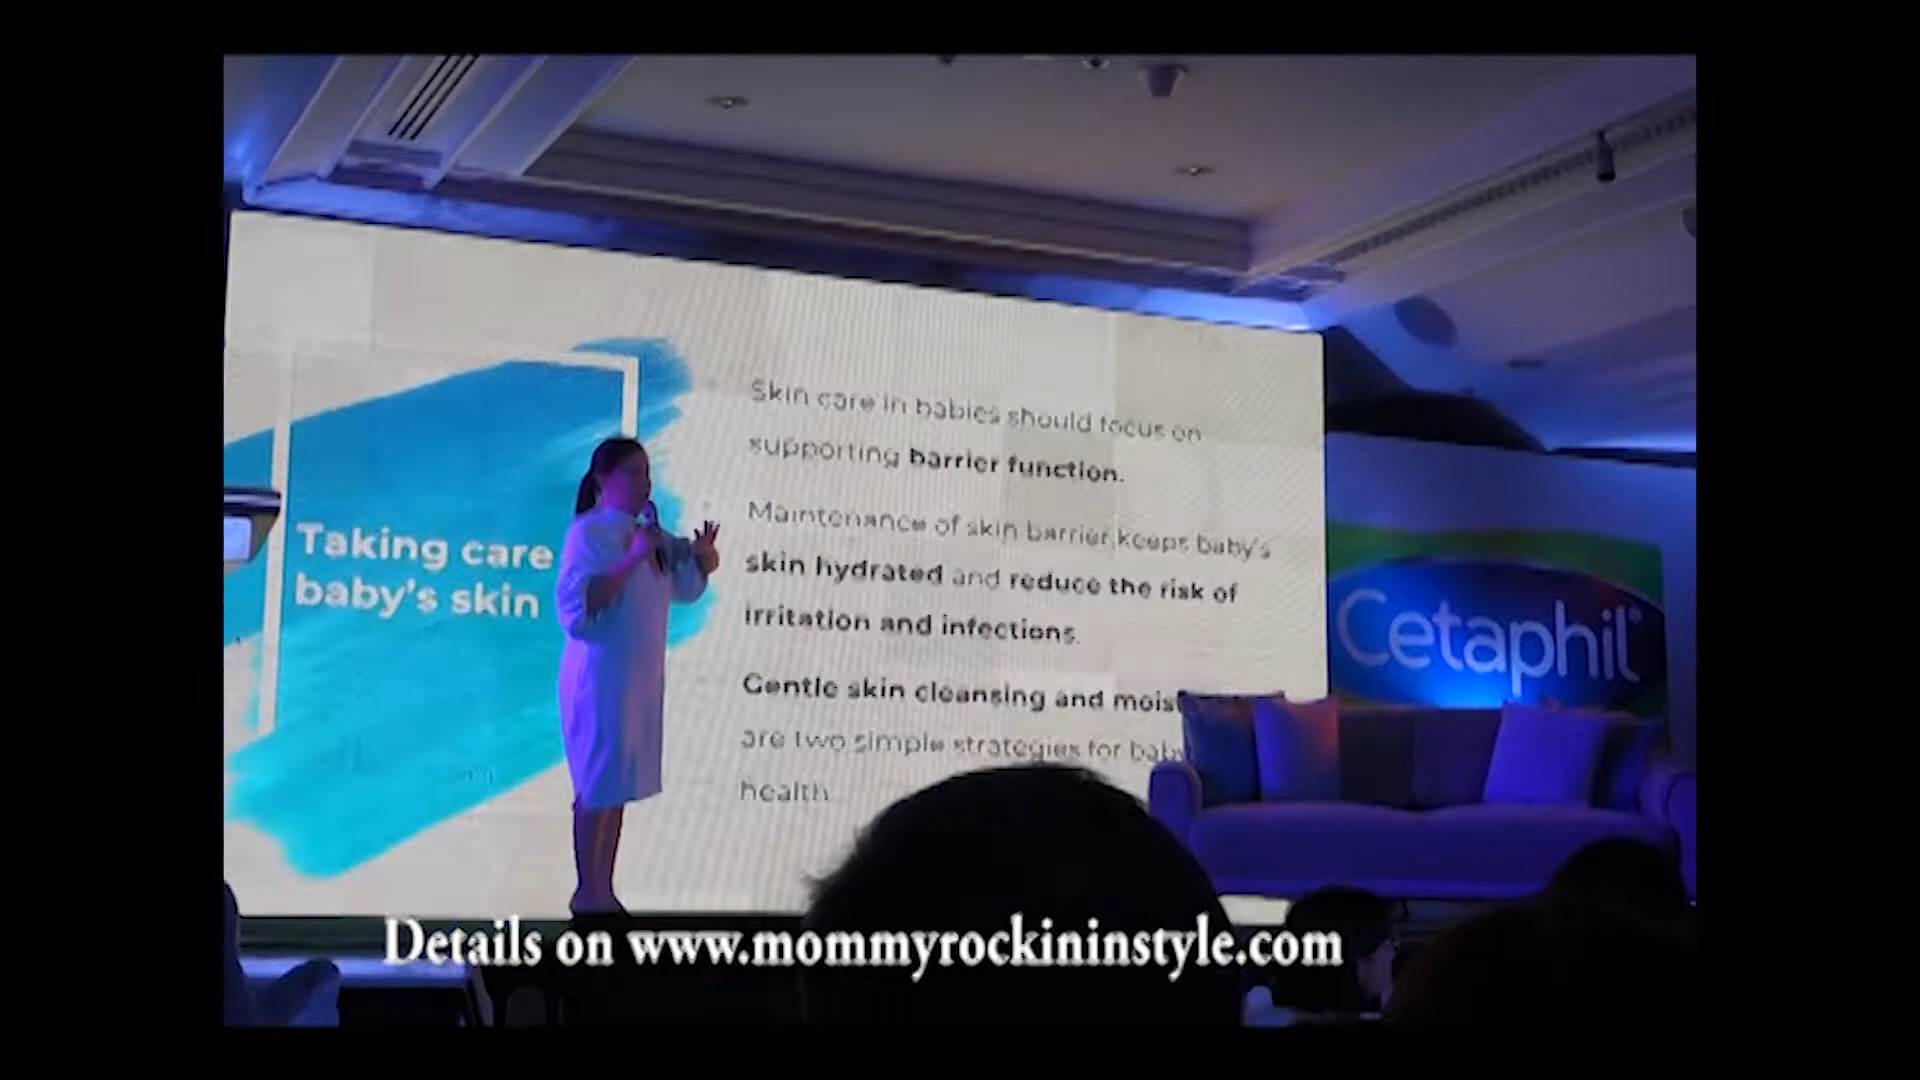 Taking care
baby's skin
Skin care in babies should focus on
supporting barrier function.
Maintenance of skin barrier keeps baby's
skin hydrated and reduce the risk of
irritation and infections.
Gentle skin cleansing and
are two simple strategies for
health
Cetaphil®
Details on www.mommyrockininstyle.com